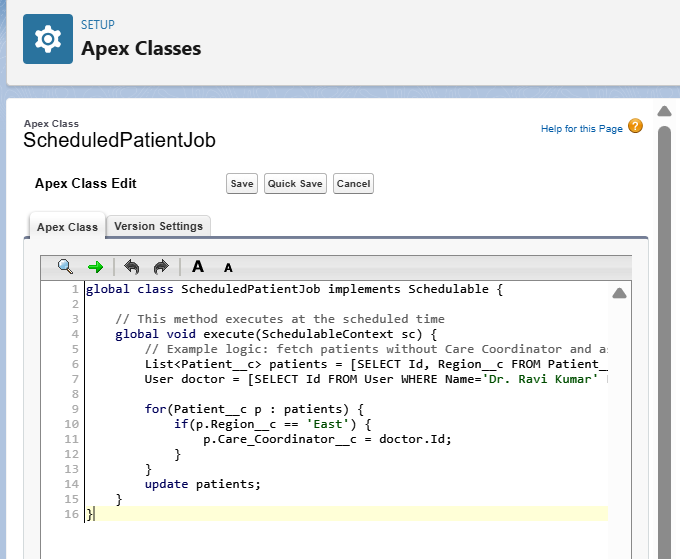 SETUP
Apex Classes
Apex Class
ScheduledPatientJob
Help for this Page ?
Apex Class Edit
Save Quick Save Cancel
Apex Class Version Settings
A A
1 global class ScheduledPatientJob implements Schedulable {
2
3 // This method executes at the scheduled time
4 global void execute(SchedulableContext sc) {
5 // Example logic: fetch patients without Care Coordinator and
6 List<Patient__c> patients = [SELECT Id, Region__c FROM Patient_
7 User doctor = [SELECT Id FROM User WHERE Name='Dr. Ravi Kumar'
8
9 for(Patient__c p : patients) {
10 if(p.Region__c == 'East') {
11 p.Care_Coordinator__c = doctor.Id;
12 }
13 }
14 update patients;
15 }
16 }